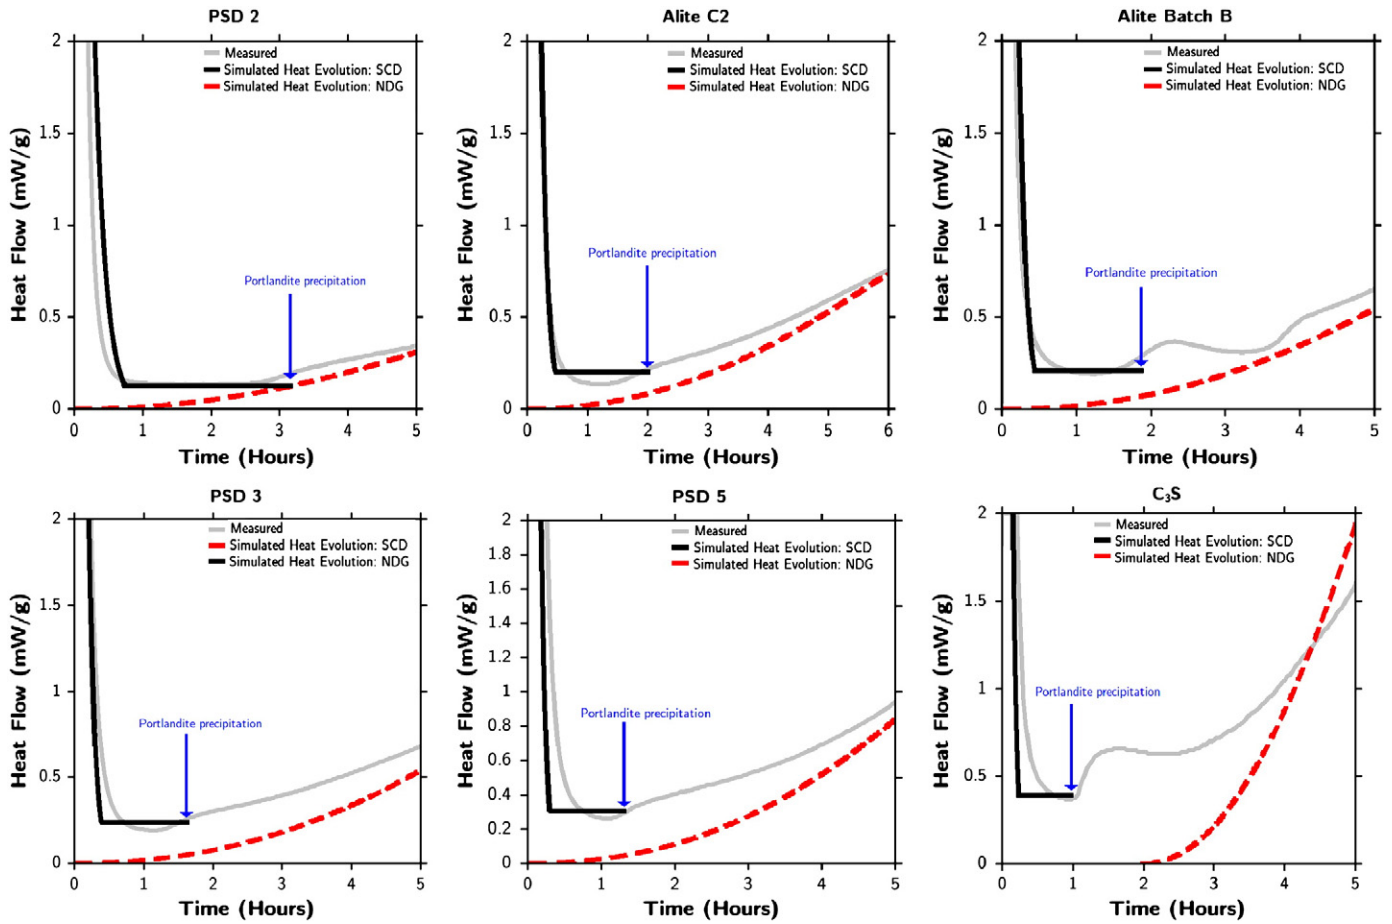 PSD 2
Measured
Simulated Heat Evolution: SCD
Simulated Heat Evolution: NDG
Portlandite precipitation
Heat Flow (mW/g)
2
1.5
1
0.5
0
0 1 2 3 4 5
Time (Hours)
Alite C2
Measured
Simulated Heat Evolution: SCD
Simulated Heat Evolution: NDG
Portlandite precipitation
Heat Flow (mW/g)
2
1.5
1
0.5
0
0 1 2 3 4 5 6
Time (Hours)
Alite Batch B
Measured
Simulated Heat Evolution: SCD
Simulated Heat Evolution: NDG
Portlandite precipitation
Heat Flow (mW/g)
2
1.5
1
0.5
0
0 1 2 3 4 5
Time (Hours)
PSD 3
Measured
Simulated Heat Evolution: SCD
Simulated Heat Evolution: NDG
Portlandite precipitation
Heat Flow (mW/g)
2
1.5
1
0.5
0
0 1 2 3 4 5
Time (Hours)
PSD 5
Measured
Simulated Heat Evolution: SCD
Simulated Heat Evolution: NDG
Portlandite precipitation
Heat Flow (mW/g)
2
1.8
1.6
1.4
1.2
1
0.8
0.6
0.4
0.2
0
0 1 2 3 4 5
Time (Hours)
C₃S
Measured
Simulated Heat Evolution: SCD
Simulated Heat Evolution: NDG
Portlandite precipitation
Heat Flow (mW/g)
2
1.5
1
0.5
0
0 1 2 3 4 5
Time (Hours)